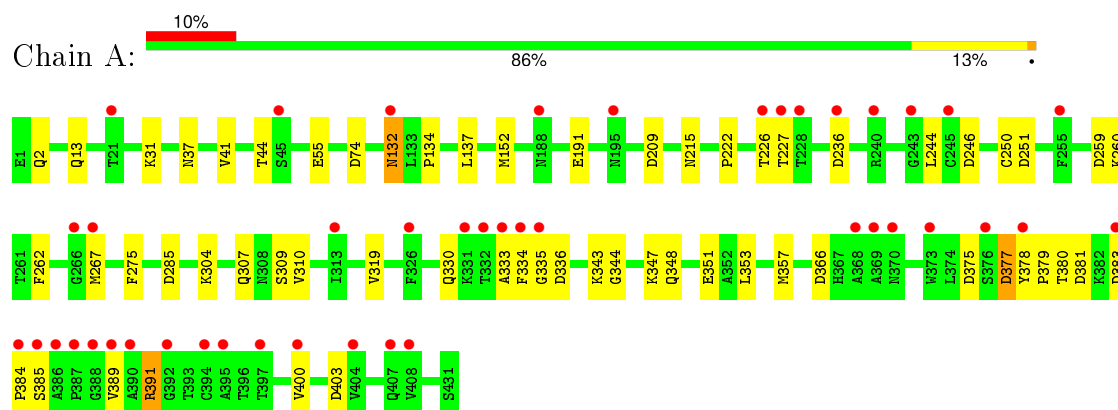 10%
Chain A:
86% 13% •
E1 Q2 Q13 T21 K31 N37 V41 T44 S45 E55 D74 N132 L133 P134 L137 M152 N188 E191 N195 D209 N215 P222 T226 T227 T228 D236 R240 G243 L244 C245 D246 C250 D251 F255 D259 K260
T261 F262 G266 M267 F275 D285 K304 Q307 N308 S309 V310 I313 V319 F326 Q330 K331 T332 A333 F334 G335 D336 K343 G344 K347 Q348 E351 A352 L353 M357 D366 H367 A368 A369 N370 W373 L374 D375 S376 D377 Y378 P379 T380 D381 K382 D383
P384 S385 A386 P387 G388 V389 A390 R391 G392 T393 C394 A395 T396 T397 V400 D403 V404 Q407 V408 S431